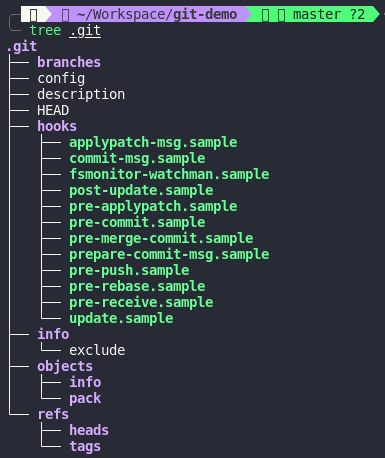 ~/Workspace/git-demo master ?2
tree .git
.git
├── branches
├── config
├── description
├── HEAD
├── hooks
│   ├── applypatch-msg.sample
│   ├── commit-msg.sample
│   ├── fsmonitor-watchman.sample
│   ├── post-update.sample
│   ├── pre-applypatch.sample
│   ├── pre-commit.sample
│   ├── pre-merge-commit.sample
│   ├── prepare-commit-msg.sample
│   ├── pre-push.sample
│   ├── pre-rebase.sample
│   ├── pre-receive.sample
│   └── update.sample
├── info
│   └── exclude
├── objects
│   ├── info
│   └── pack
└── refs
    ├── heads
    └── tags